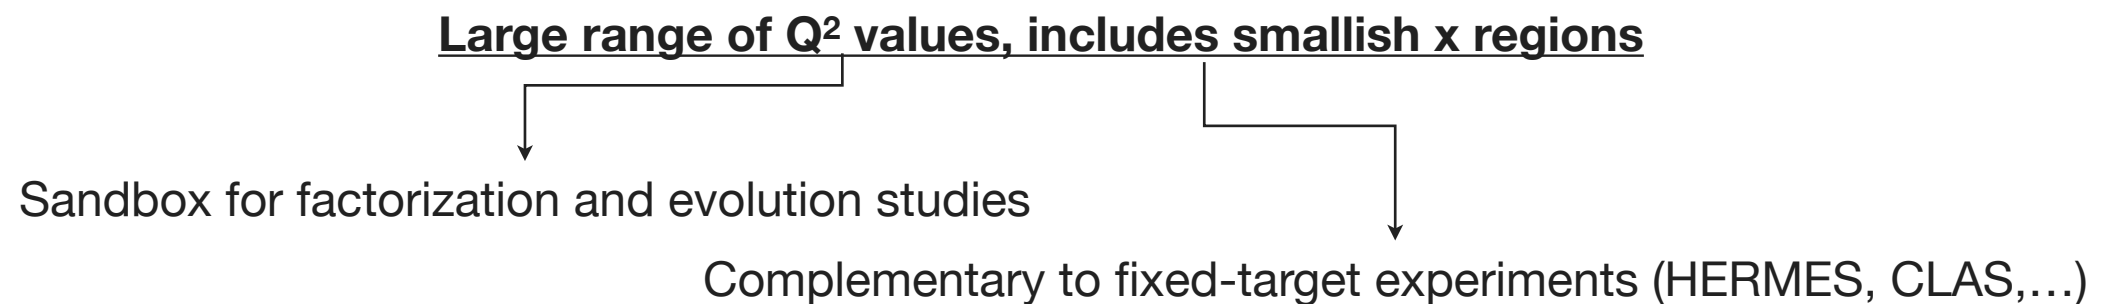 Large range of Q² values, includes smallish x regions
Sandbox for factorization and evolution studies
Complementary to fixed-target experiments (HERMES, CLAS,…)